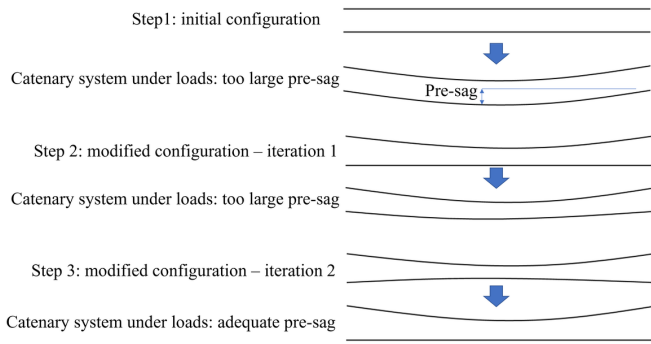 Step1: initial configuration
Catenary system under loads: too large pre-sag
Pre-sag
Step 2: modified configuration – iteration 1
Catenary system under loads: too large pre-sag
Step 3: modified configuration – iteration 2
Catenary system under loads: adequate pre-sag